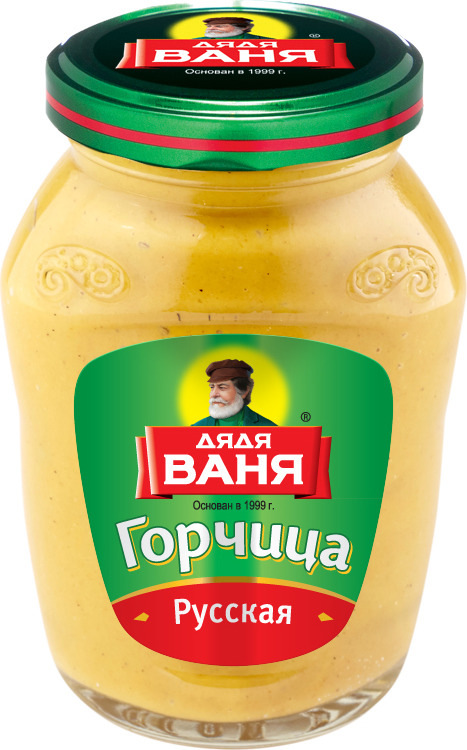 ДЯДЯ
ВАНЯ
®
Основан в 1999 г.
ДЯДЯ
ВАНЯ
®
Основан в 1999 г.
Горчица
Русская